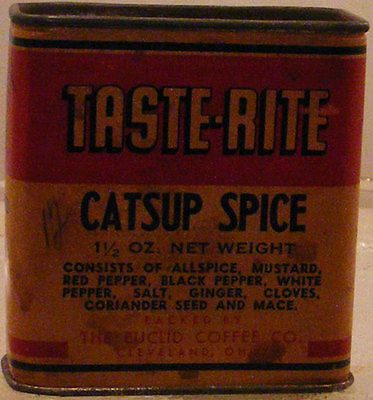 TASTE-RITE
CATSUP SPICE
1½ OZ. NET WEIGHT
CONSISTS OF ALLSPICE, MUSTARD,
RED PEPPER, BLACK PEPPER, WHITE
PEPPER, SALT, GINGER, CLOVES,
CORIANDER SEED AND MACE.
PACKED BY
THE EUCLID COFFEE CO.
CLEVELAND,